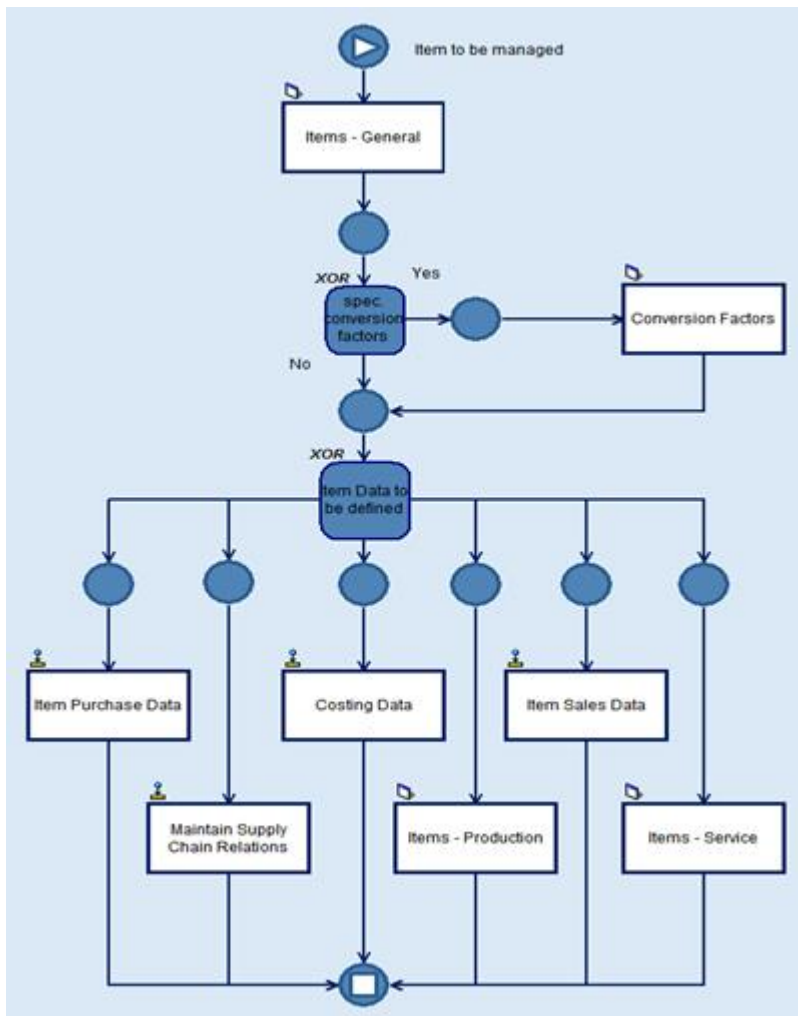 Item to be managed
Items - General
XOR
Yes
spec.
conversion
factors
Conversion Factors
No
XOR
Item Data to
be defined
Item Purchase Data
Costing Data
Item Sales Data
Maintain Supply
Chain Relations
Items - Production
Items - Service